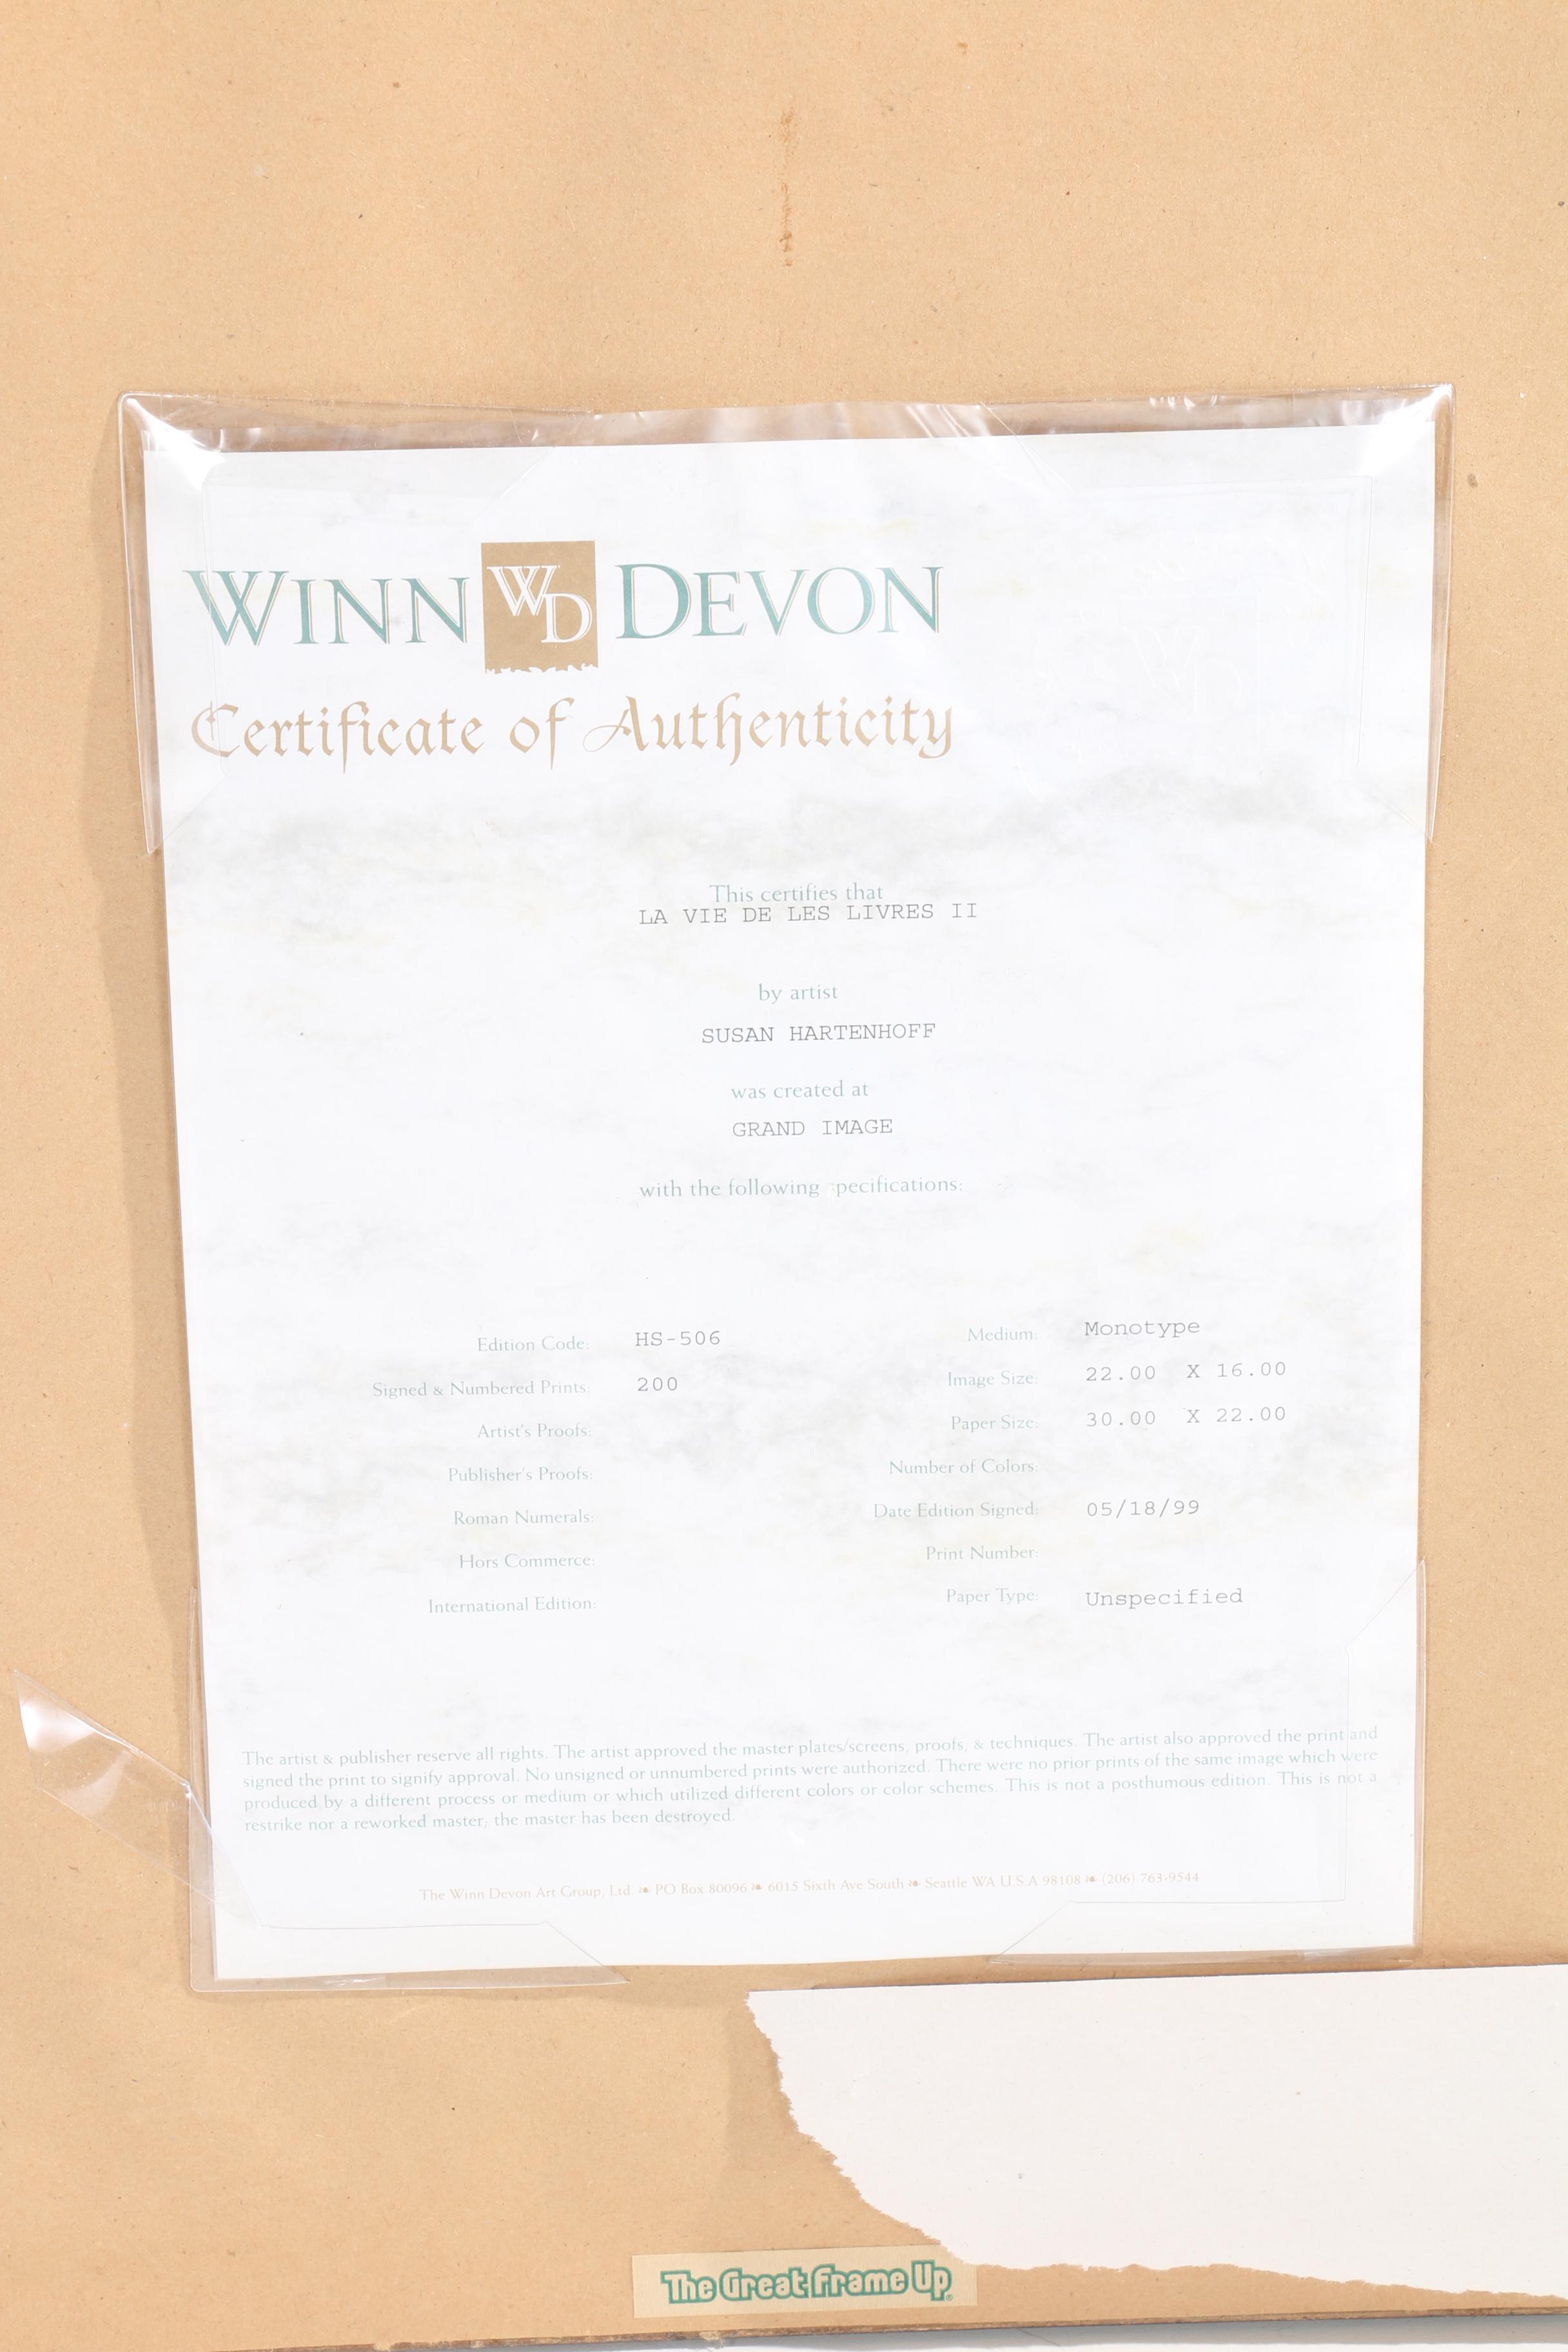 WINN WD DEVON
Certificate of Authenticity
This certifies that
LA VIE DE LES LIVRES II
by artist
SUSAN HARTENHOFF
was created at
GRAND IMAGE
with the following specifications:
Edition Code: HS-506 Medium: Monotype
Signed & Numbered Prints: 200 Image Size: 22.00 X 16.00
Artist's Proofs: Paper Size: 30.00 X 22.00
Publisher's Proofs: Number of Colors:
Roman Numerals: Date Edition Signed: 05/18/99
Hors Commerce: Print Number:
International Edition: Paper Type: Unspecified
The artist & publisher reserve all rights. The artist approved the master plates/screens, proofs, & techniques. The artist also approved the print and
signed the print to signify approval. No unsigned or unnumbered prints were authorized. There were no prior prints of the same image which were
produced by a different process or medium or which utilized different colors or color schemes. This is not a posthumous edition. This is not a
restrike nor a reworked master; the master has been destroyed.
The Winn Devon Art Group, Ltd. ❧ PO Box 80096 ❧ 6015 Sixth Ave South ❧ Seattle WA U.S.A 98108 ❧ (206) 763-9544
The Great Frame Up®